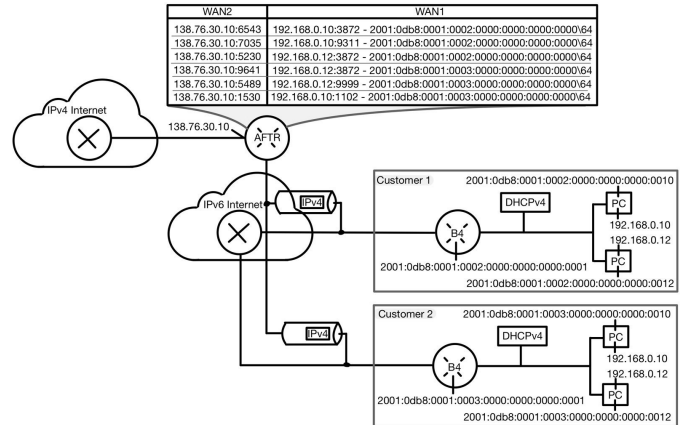 WAN2 WAN1
138.76.30.10:6543 192.168.0.10:3872 - 2001:0db8:0001:0002:0000:0000:0000:0000\64
138.76.30.10:7035 192.168.0.10:9311 - 2001:0db8:0001:0002:0000:0000:0000:0000\64
138.76.30.10:5230 192.168.0.12:3872 - 2001:0db8:0001:0002:0000:0000:0000:0000\64
138.76.30.10:9641 192.168.0.12:3872 - 2001:0db8:0001:0003:0000:0000:0000:0000\64
138.76.30.10:5489 192.168.0.12:9999 - 2001:0db8:0001:0003:0000:0000:0000:0000\64
138.76.30.10:1530 192.168.0.10:1102 - 2001:0db8:0001:0003:0000:0000:0000:0000\64
IPv4 Internet
138.76.30.10
AFTR
IPv6 Internet
IPv4
Customer 1
2001:0db8:0001:0002:0000:0000:0000:0010
DHCPv4
PC
192.168.0.10
192.168.0.12
B4
PC
2001:0db8:0001:0002:0000:0000:0000:0001
2001:0db8:0001:0002:0000:0000:0000:0012
IPv4
Customer 2
2001:0db8:0001:0003:0000:0000:0000:0010
DHCPv4
PC
192.168.0.10
192.168.0.12
B4
PC
2001:0db8:0001:0003:0000:0000:0000:0001
2001:0db8:0001:0003:0000:0000:0000:0012